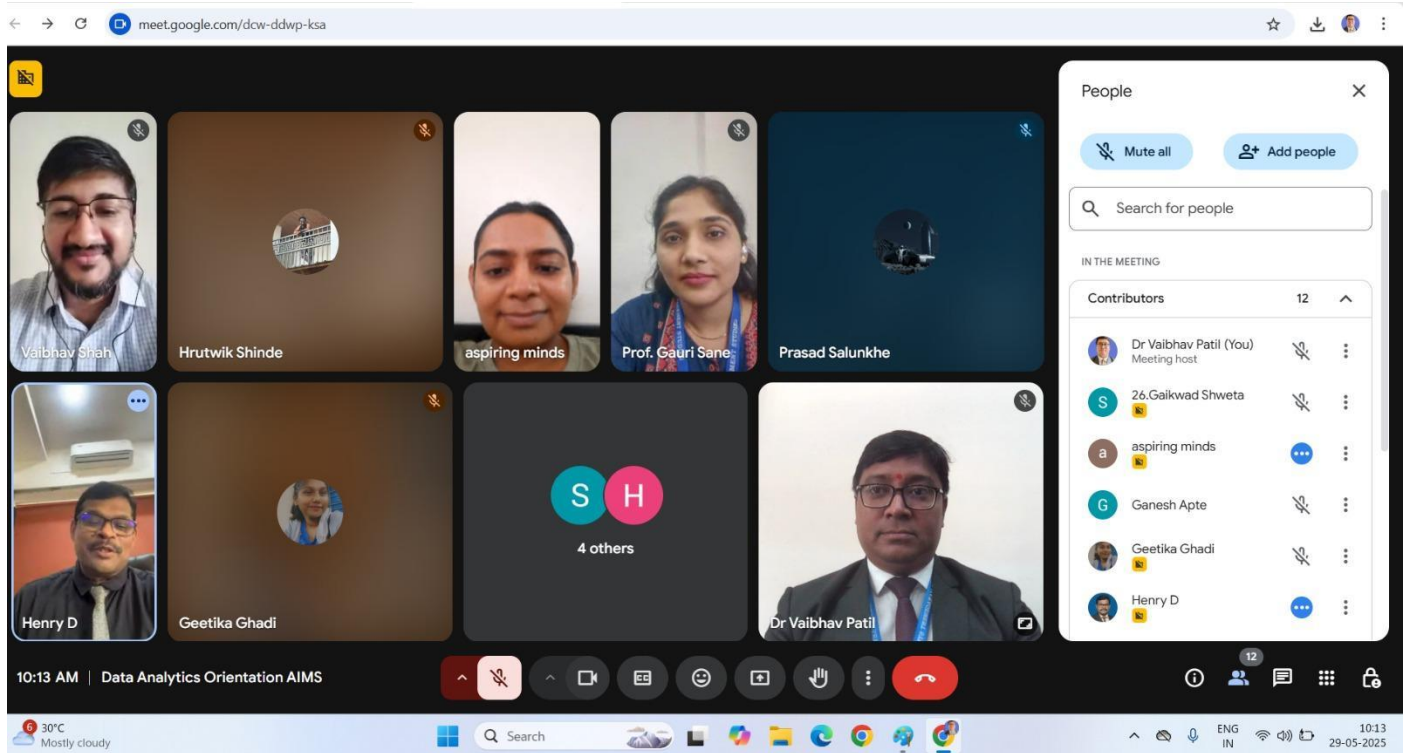 meet.google.com/dcw-ddwp-ksa
People
Mute all
Add people
Search for people
IN THE MEETING
Contributors 12
Dr Vaibhav Patil (You)
Meeting host
S
26.Gaikwad Shweta
a
aspiring minds
G
Ganesh Apte
Geetika Ghadi
Henry D
Vaibhav Shah
Hrutwik Shinde
aspiring minds
Prof. Gauri Sane
Prasad Salunkhe
Henry D
Geetika Ghadi
S H
4 others
Dr Vaibhav Patil
10:13 AM | Data Analytics Orientation AIMS
CC
12
6
30°C
Mostly cloudy
Search
ENG
IN
10:13
29-05-2025